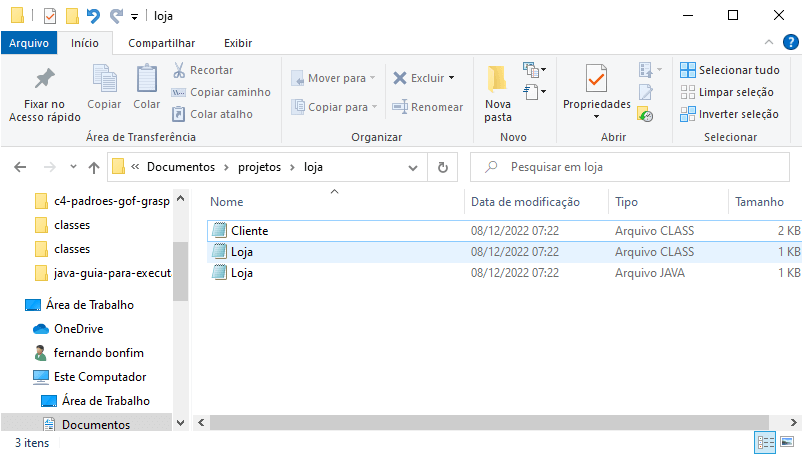 loja
Arquivo Início Compartilhar Exibir
Fixar no Acesso rápido
Copiar
Colar
Recortar
Copiar caminho
Colar atalho
Área de Transferência
Mover para
Copiar para
Excluir
Renomear
Organizar
Nova pasta
Novo
Propriedades
Abrir
Selecionar tudo
Limpar seleção
Inverter seleção
Selecionar
« Documentos › projetos › loja
Pesquisar em loja
Nome Data de modificação Tipo Tamanho
Cliente 08/12/2022 07:22 Arquivo CLASS 2 KB
Loja 08/12/2022 07:22 Arquivo CLASS 1 KB
Loja 08/12/2022 07:22 Arquivo JAVA 1 KB
c4-padroes-gof-grasp
classes
classes
java-guia-para-execut
Área de Trabalho
OneDrive
fernando bonfim
Este Computador
Área de Trabalho
Documentos
3 itens